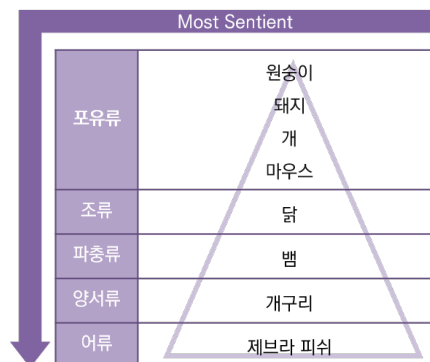 Most Sentient
포유류
원숭이
돼지
개
마우스
조류
닭
파충류
뱀
양서류
개구리
어류
제브라 피쉬